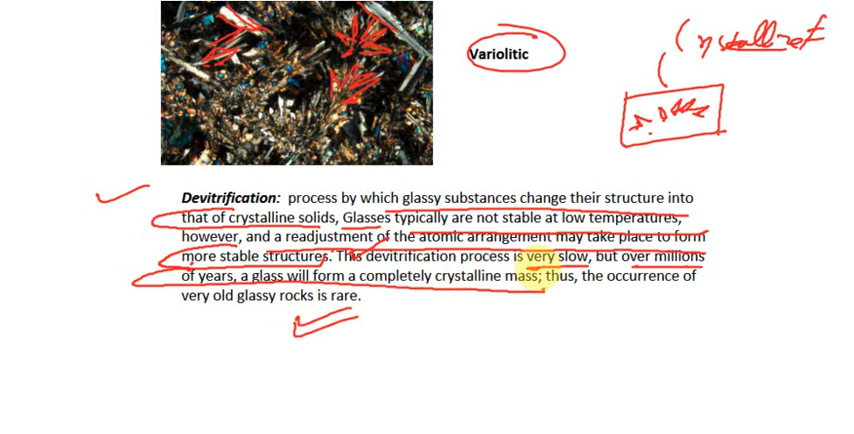 Variolitic
Devitrification: process by which glassy substances change their structure into
that of crystalline solids, Glasses typically are not stable at low temperatures,
however, and a readjustment of the atomic arrangement may take place to form
more stable structures. This devitrification process is very slow, but over millions
of years, a glass will form a completely crystalline mass; thus, the occurrence of
very old glassy rocks is rare.